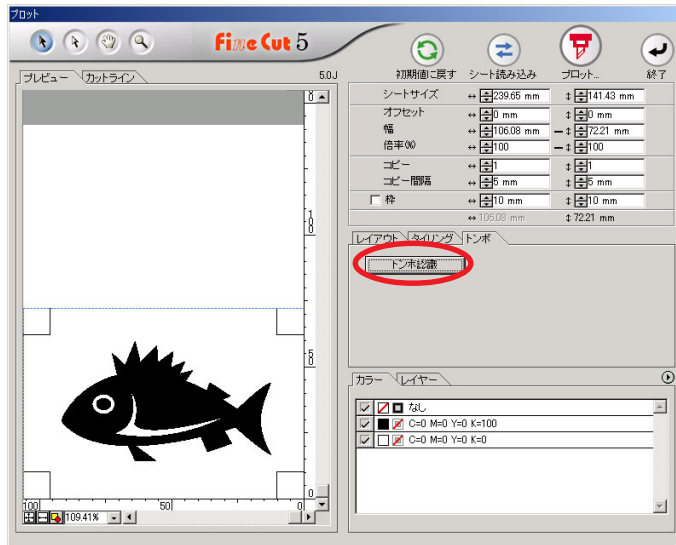 プロット
FineCut 5
初期値に戻す シート読み込み プロット... 終了
プレビュー カットライン 5.0J
シートサイズ 239.65 mm 141.43 mm
オフセット 0 mm 0 mm
幅 106.08 mm 72.21 mm
倍率(%) 100 100
コピー 1 1
コピー間隔 5 mm 5 mm
枠 10 mm 10 mm
106.08 mm 72.21 mm
レイアウト タイリング トンボ
トンボ認識
カラー レイヤー
なし
C=0 M=0 Y=0 K=100
C=0 M=0 Y=0 K=0
100 50 0
109.41%